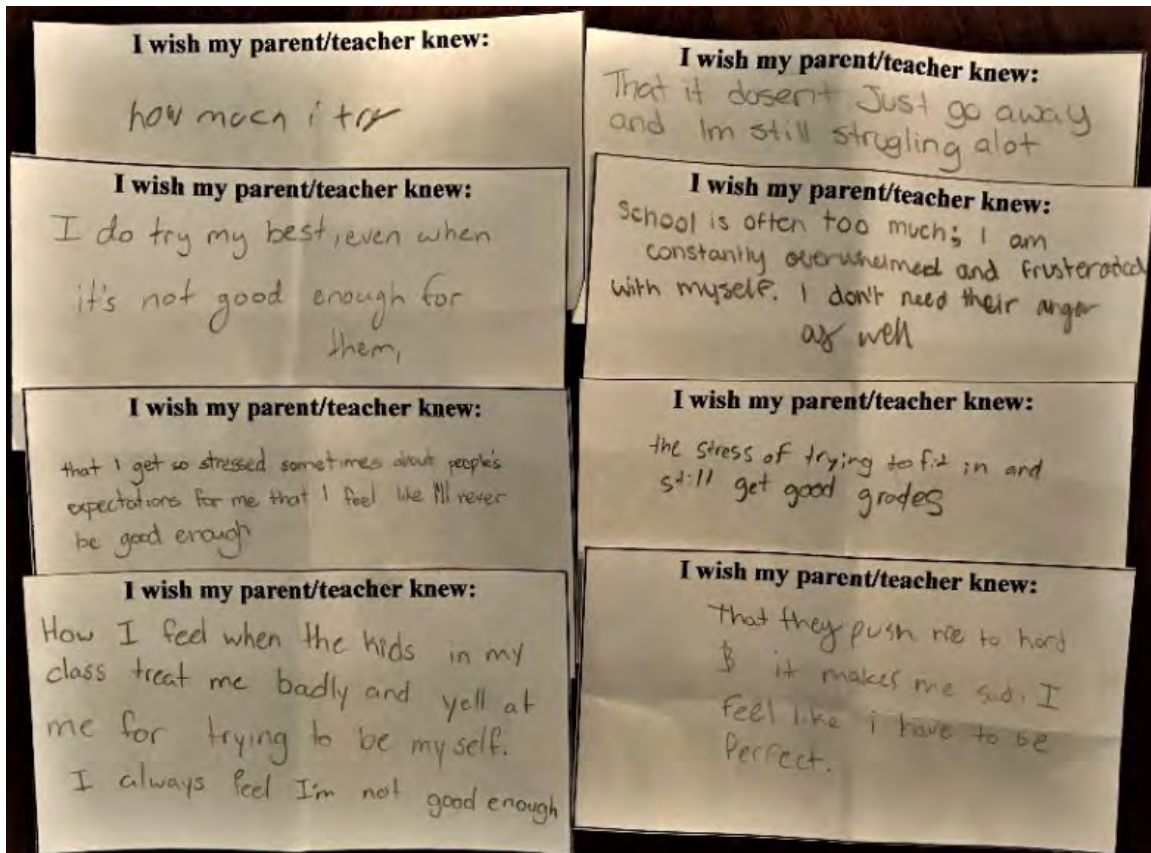 I wish my parent/teacher knew:
how much i try
I wish my parent/teacher knew:
I do try my best, even when
it's not good enough for
them,
I wish my parent/teacher knew:
that I get so stressed sometimes about people's
expectations for me that I feel like I'll never
be good enough
I wish my parent/teacher knew:
How I feel when the kids in my
class treat me badly and yell at
me for trying to be my self.
I always feel I'm not good enough
I wish my parent/teacher knew:
That it dosent Just go away
and Im still strugling alot
I wish my parent/teacher knew:
School is often too much; I am
constantly overwhelmed and frusterated
with myself. I don't need their anger
as well
I wish my parent/teacher knew:
the stress of trying to fit in and
still get good grades
I wish my parent/teacher knew:
That they push me to hard
& it makes me sad. I
feel like i have to be
Perfect.